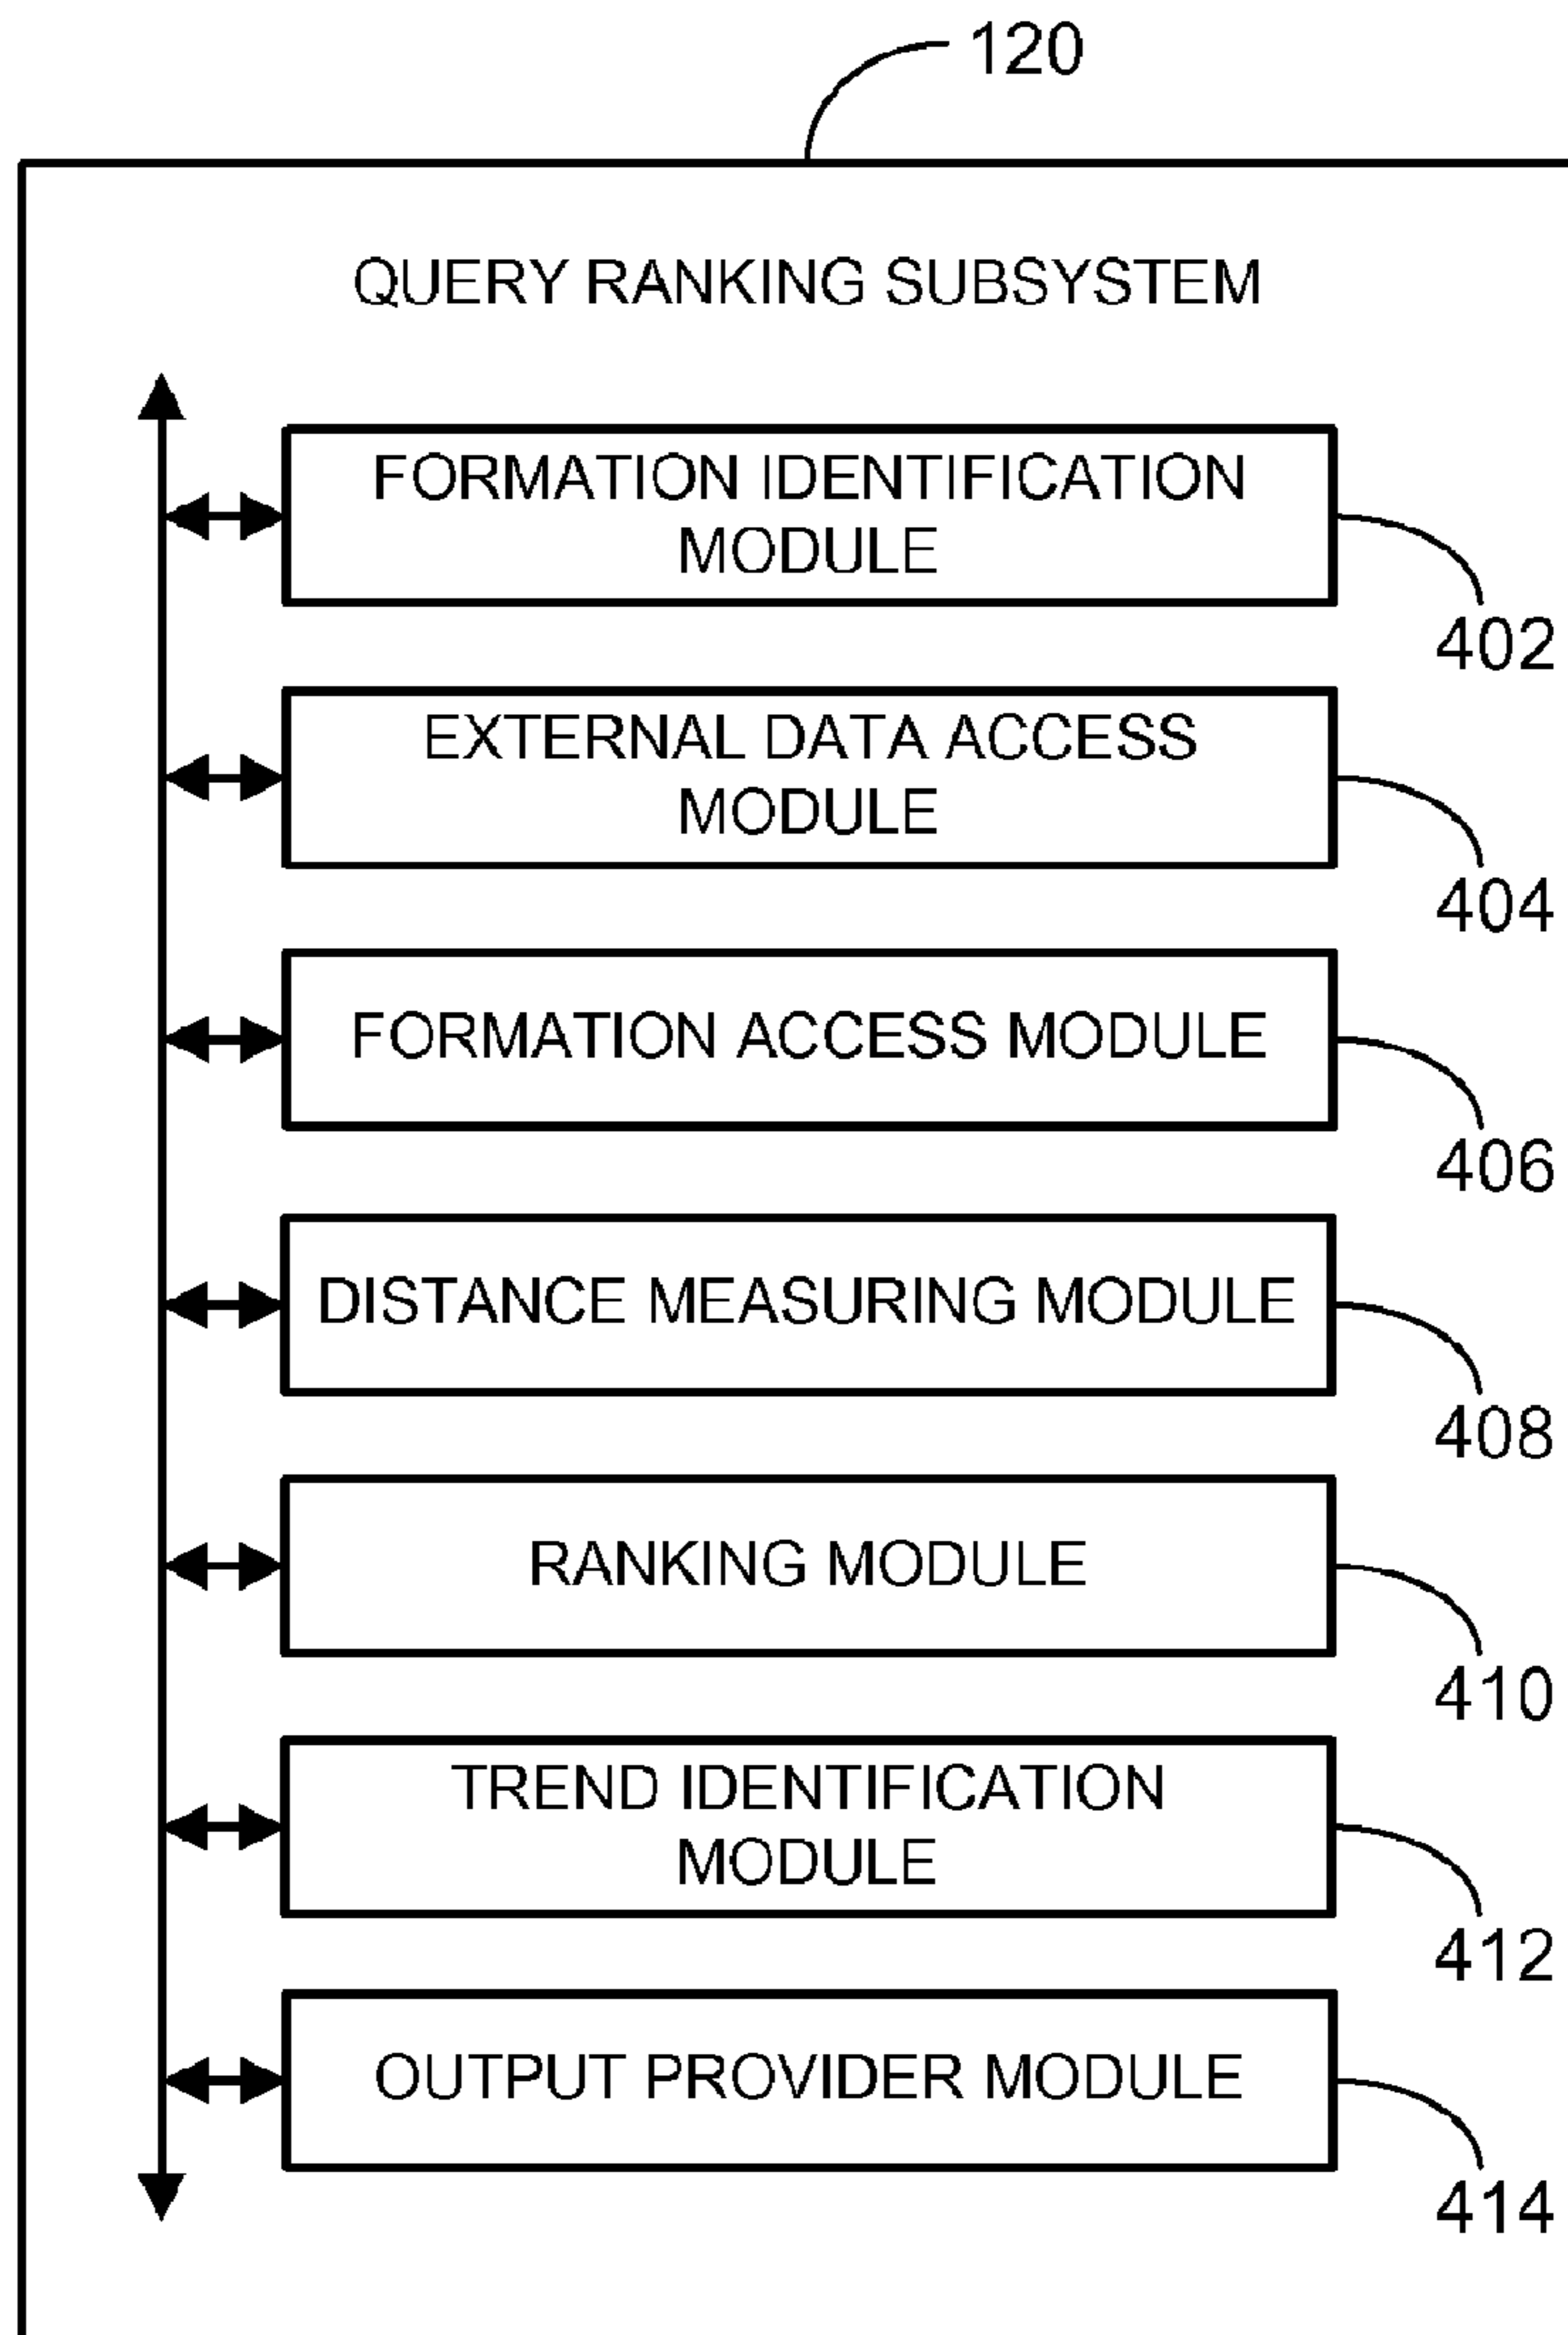 120
QUERY RANKING SUBSYSTEM
FORMATION IDENTIFICATION
MODULE
402
EXTERNAL DATA ACCESS
MODULE
404
FORMATION ACCESS MODULE
406
DISTANCE MEASURING MODULE
408
RANKING MODULE
410
TREND IDENTIFICATION
MODULE
412
OUTPUT PROVIDER MODULE
414